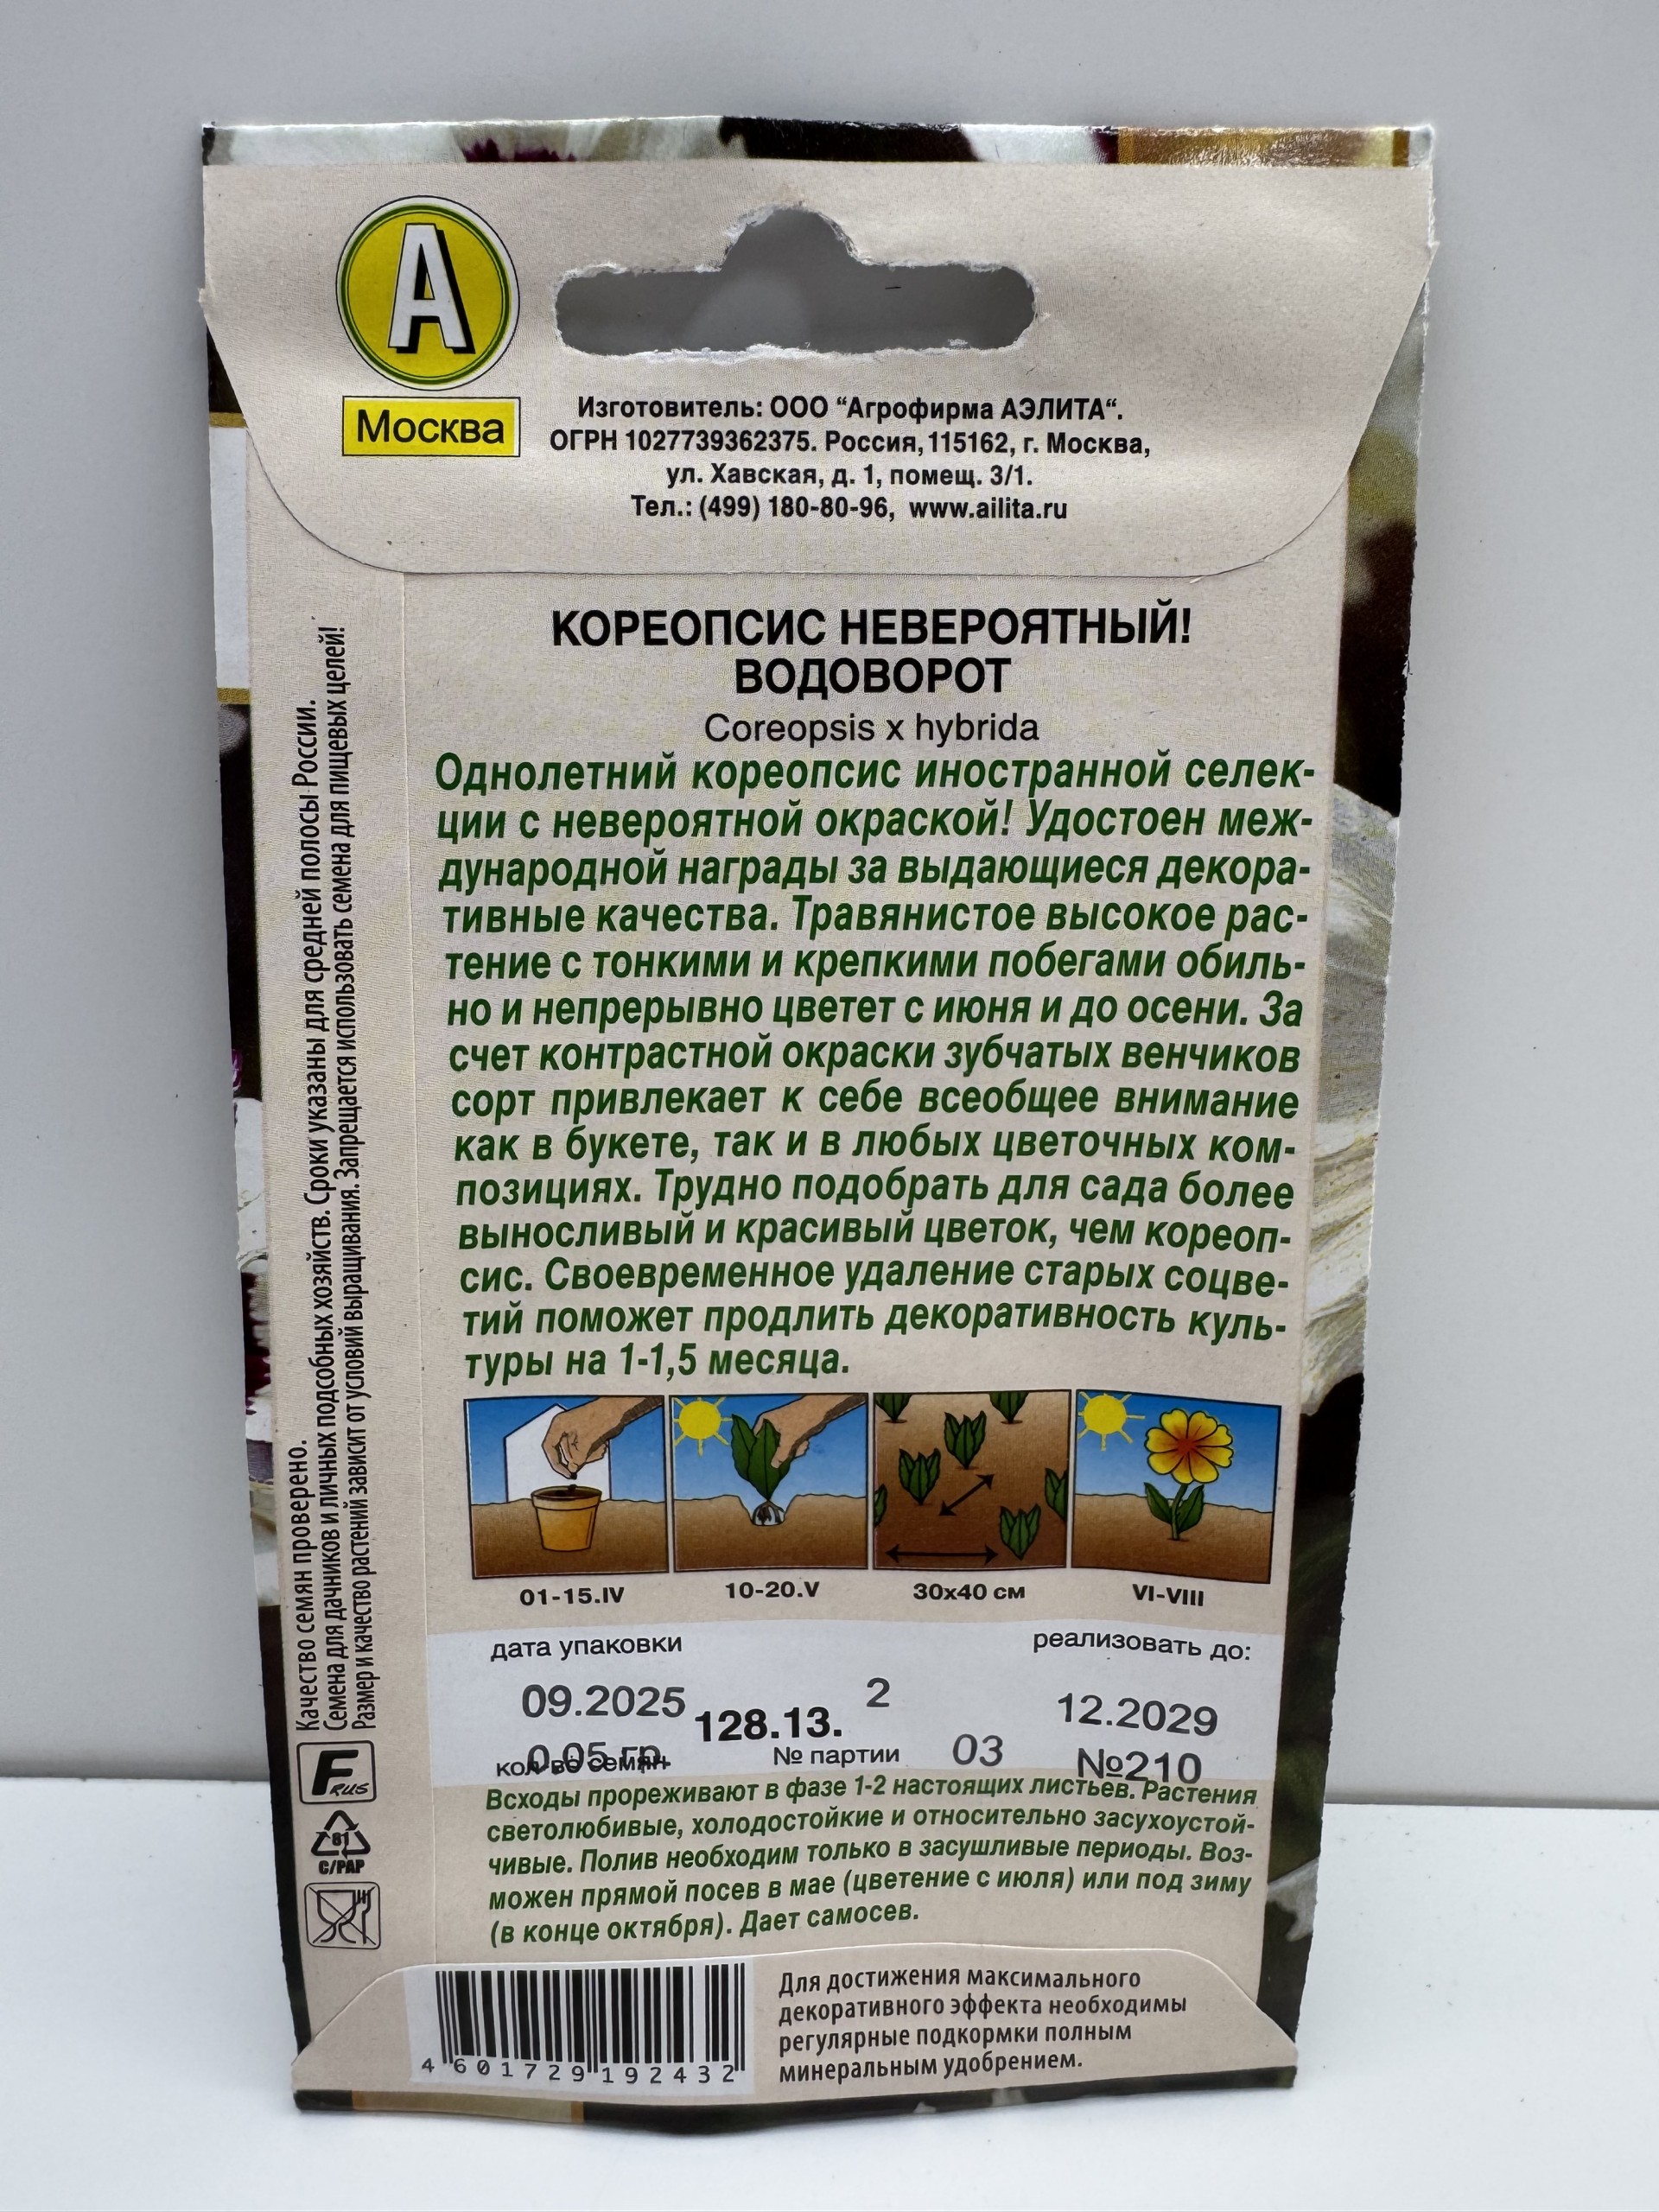 А
Москва
Изготовитель: ООО “Агрофирма АЭЛИТА“.
ОГРН 1027739362375. Россия, 115162, г. Москва,
ул. Хавская, д. 1, помещ. 3/1.
Тел.: (499) 180-80-96, www.ailita.ru
КОРЕОПСИС НЕВЕРОЯТНЫЙ!
ВОДОВОРОТ
Coreopsis x hybrida
Однолетний кореопсис иностранной селек-
ции с невероятной окраской! Удостоен меж-
дународной награды за выдающиеся декора-
тивные качества. Травянистое высокое рас-
тение с тонкими и крепкими побегами обиль-
но и непрерывно цветет с июня и до осени. За
счет контрастной окраски зубчатых венчиков
сорт привлекает к себе всеобщее внимание
как в букете, так и в любых цветочных ком-
позициях. Трудно подобрать для сада более
выносливый и красивый цветок, чем кореоп-
сис. Своевременное удаление старых соцве-
тий поможет продлить декоративность куль-
туры на 1-1,5 месяца.
01-15.IV
10-20.V
30х40 см
VI-VIII
дата упаковки
реализовать до:
09.2025
128.13.
2
12.2029
0,05 гр.
кол-во семян
№ партии
03
№210
Всходы прореживают в фазе 1-2 настоящих листьев. Растения
светолюбивые, холодостойкие и относительно засухоустой-
чивые. Полив необходим только в засушливые периоды. Воз-
можен прямой посев в мае (цветение с июля) или под зиму
(в конце октября). Дает самосев.
Качество семян проверено.
Семена для дачников и личных подсобных хозяйств. Сроки указаны для средней полосы России.
Размер и качество растений зависит от условий выращивания. Запрещается использовать семена для пищевых целей!
F RUS
81
C/PAP
4 601729 192432
Для достижения максимального
декоративного эффекта необходимы
регулярные подкормки полным
минеральным удобрением.